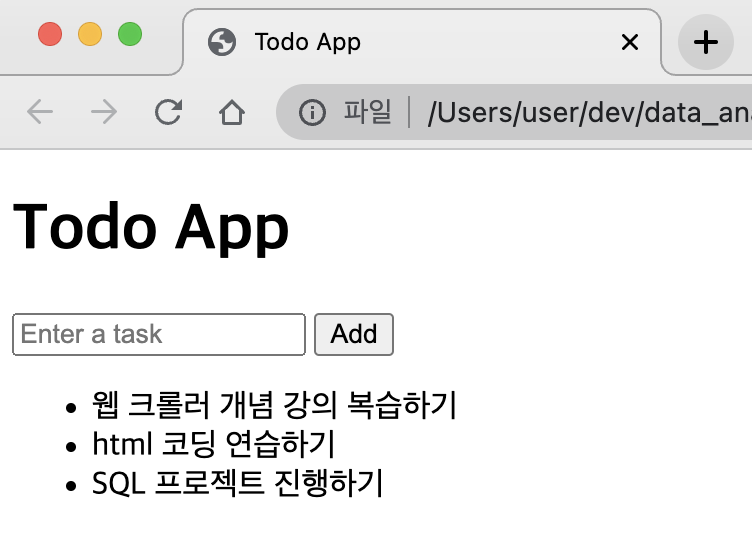 Todo App
파일
/Users/user/dev/data_ana
Todo App
Enter a task
Add
웹 크롤러 개념 강의 복습하기
html 코딩 연습하기
SQL 프로젝트 진행하기